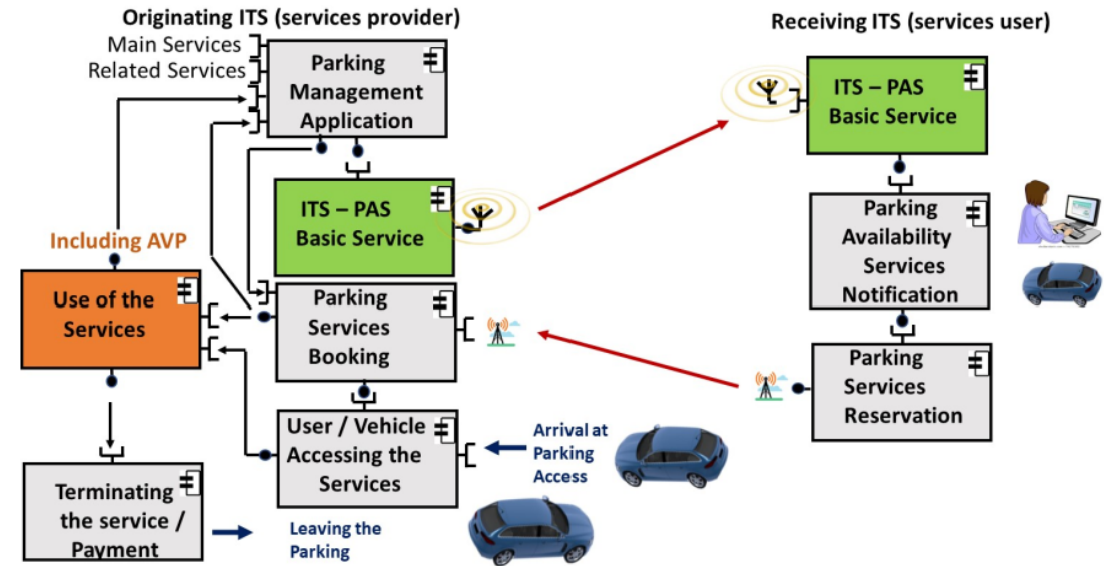 Originating ITS (services provider)
Receiving ITS (services user)
Main Services
Related Services
Parking
Management
Application
ITS – PAS
Basic Service
Including AVP
Use of the
Services
Parking
Services
Booking
User / Vehicle
Accessing the
Services
Arrival at
Parking
Access
Terminating
the service /
Payment
Leaving the
Parking
ITS – PAS
Basic Service
Parking
Availability
Services
Notification
Parking
Services
Reservation